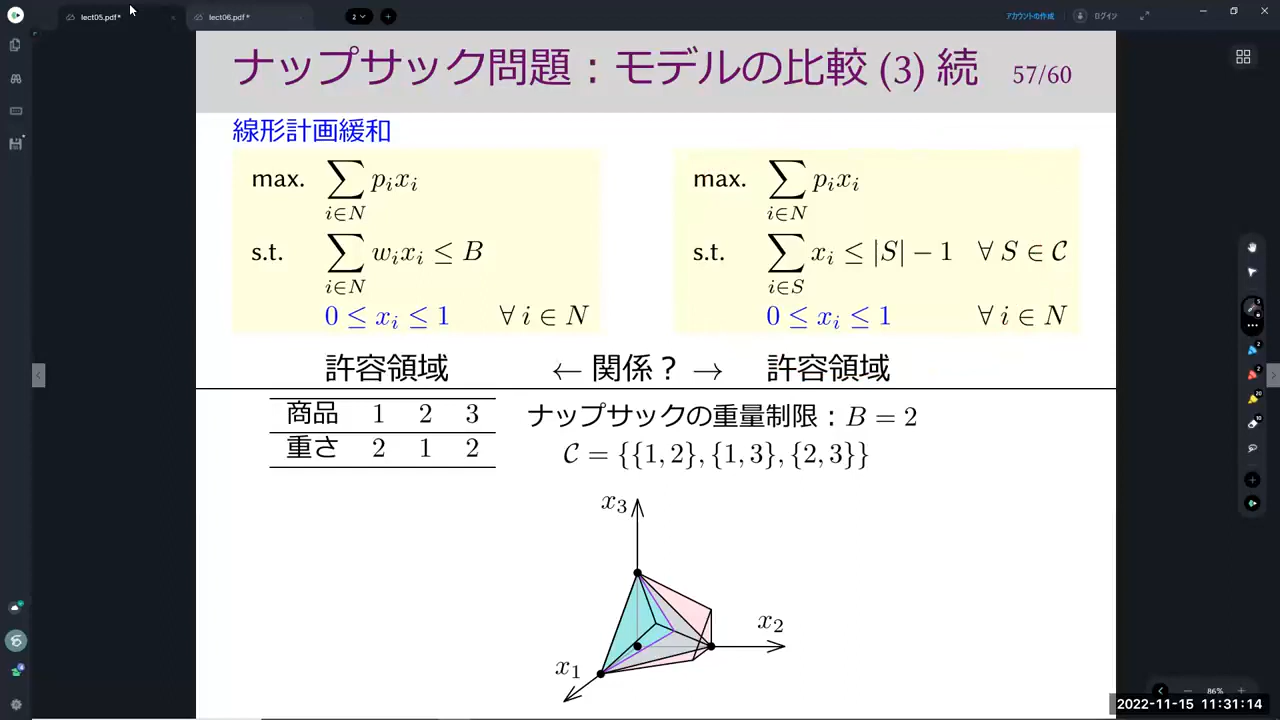 lect05.pdf*
lect06.pdf*
2
アカウントの作成
ログイン
ナップサック問題：モデルの比較 (3) 続 57/60
線形計画緩和
max. ∑ p_i x_i
i∈N
s.t. ∑ w_i x_i ≤ B
i∈N
0 ≤ x_i ≤ 1 ∀ i ∈ N
max. ∑ p_i x_i
i∈N
s.t. ∑ x_i ≤ |S| − 1 ∀ S ∈ C
i∈S
0 ≤ x_i ≤ 1 ∀ i ∈ N
許容領域 ← 関係？ → 許容領域
商品 1 2 3
重さ 2 1 2
ナップサックの重量制限：B = 2
C = {{1, 2}, {1, 3}, {2, 3}}
x_3
x_2
x_1
86%
2022-11-15 11:31:14